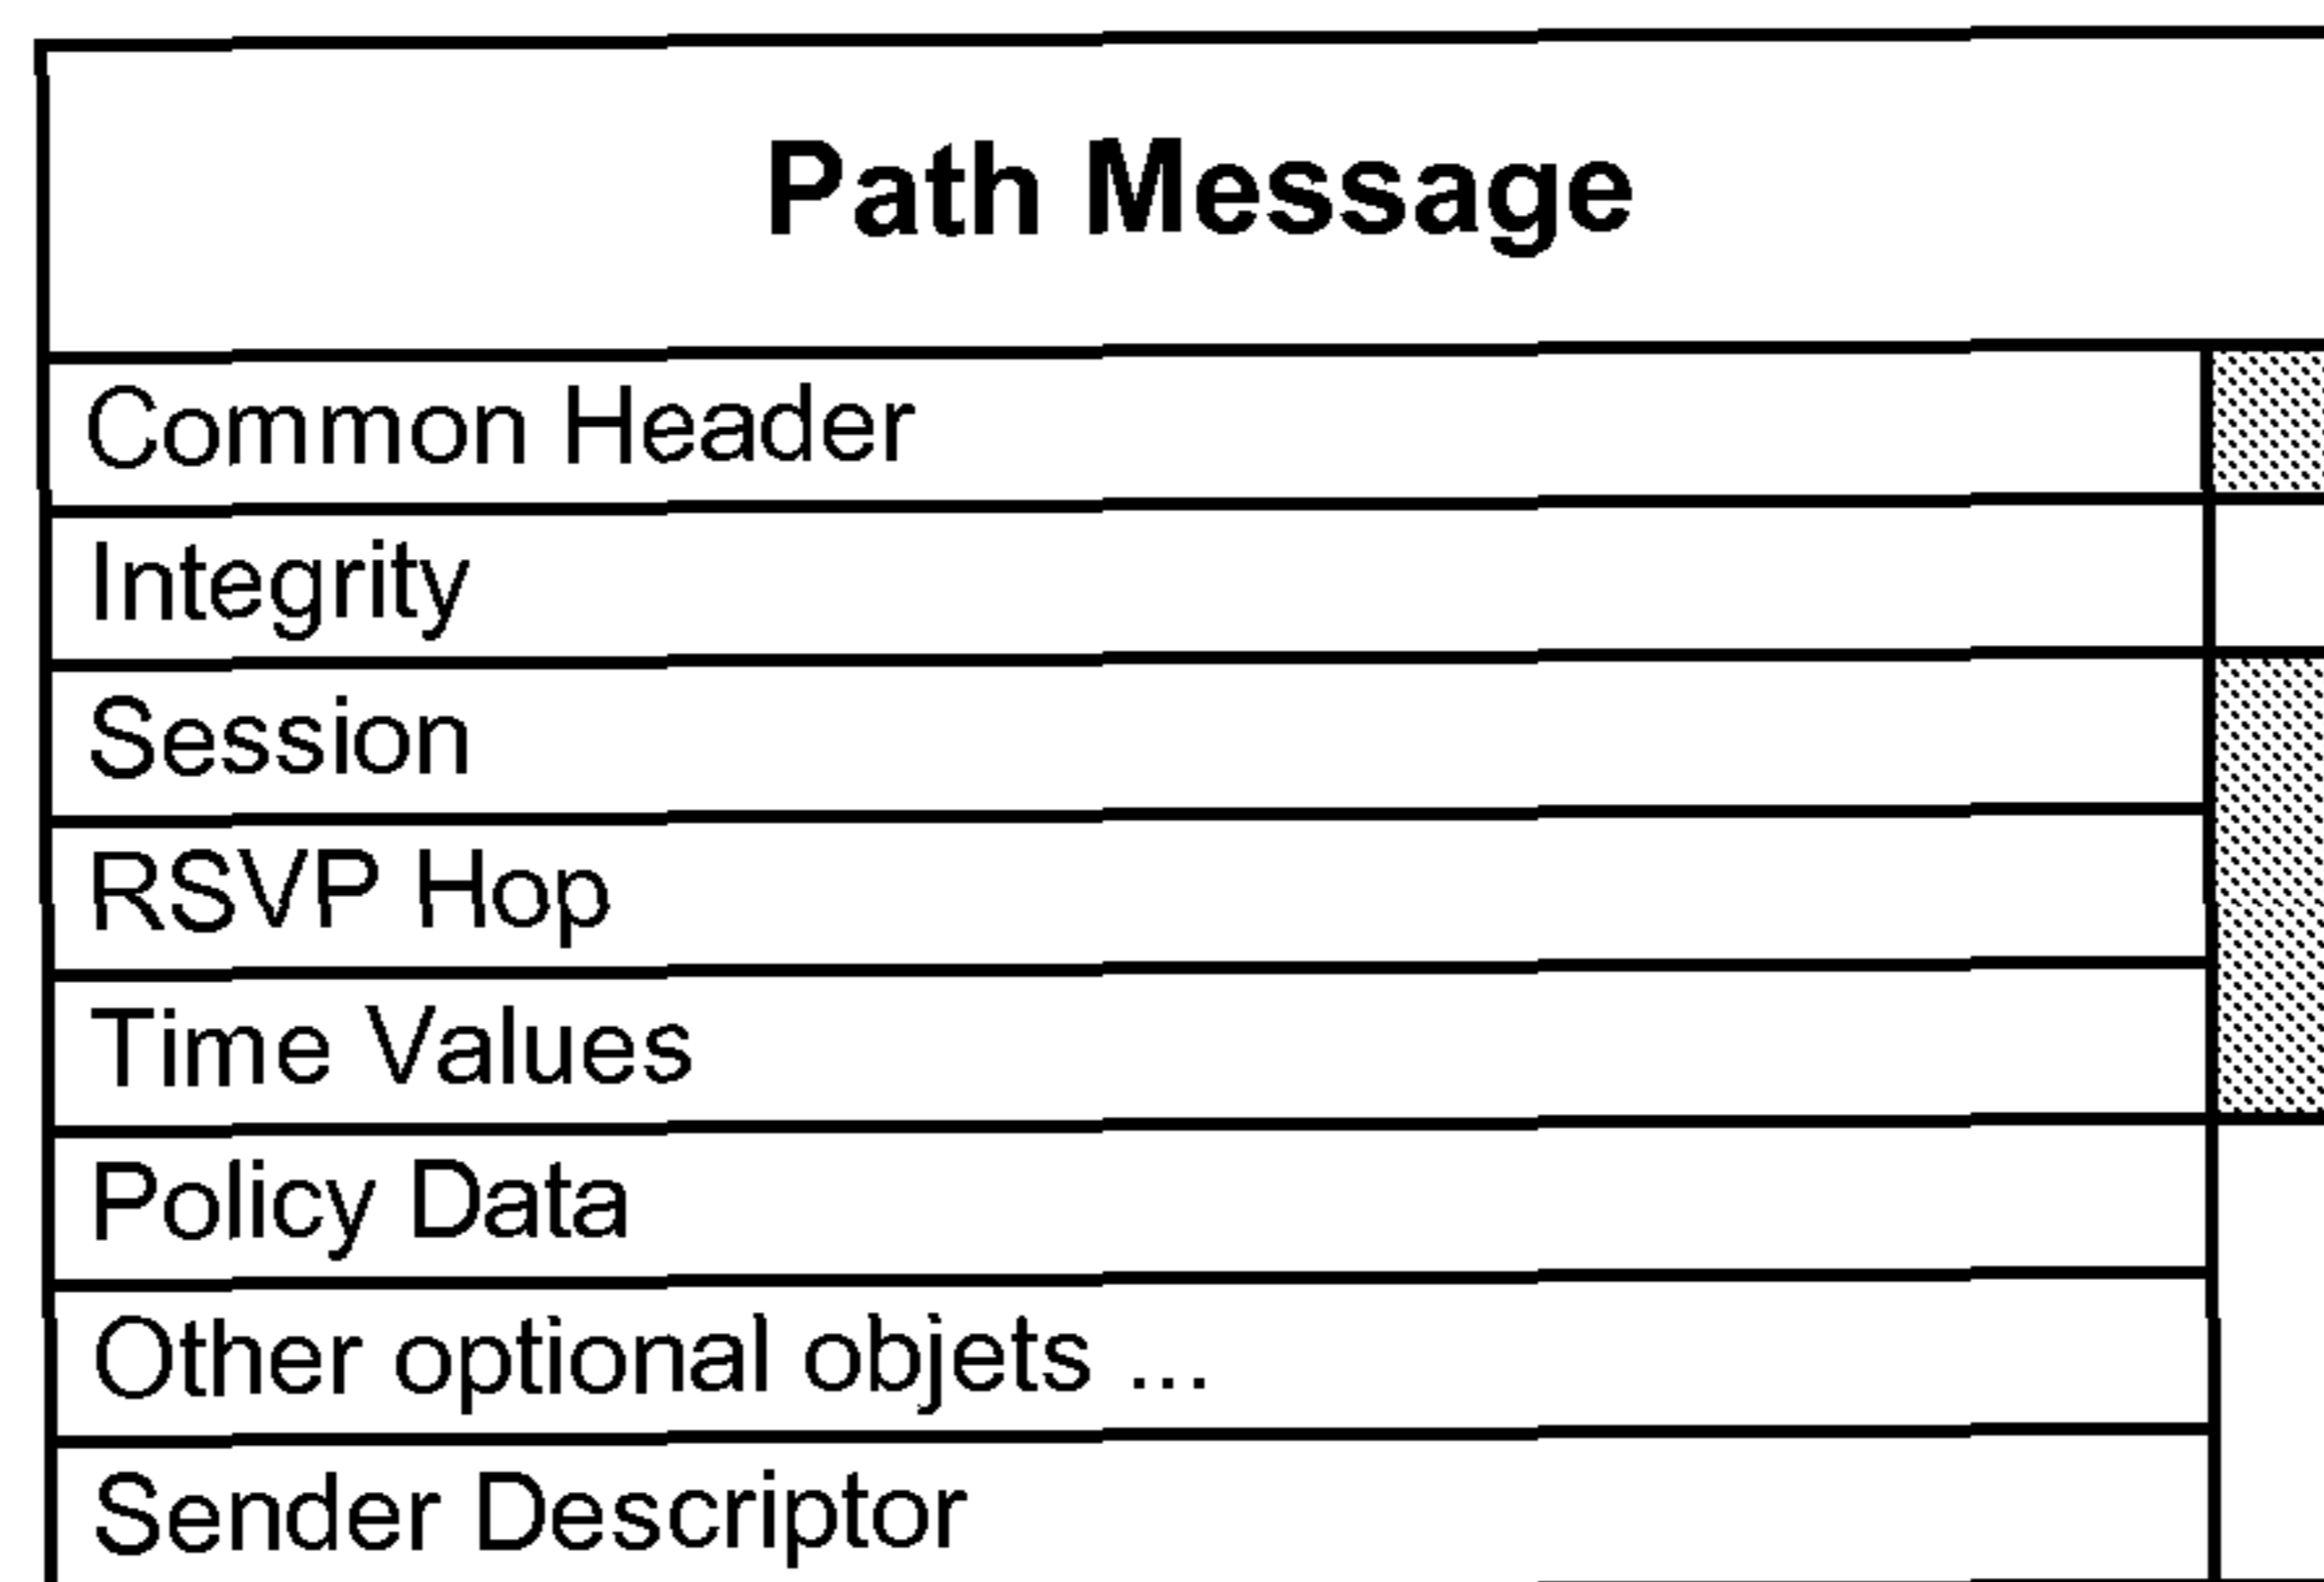 Path Message
Common Header
Integrity
Session
RSVP Hop
Time Values
Policy Data
Other optional objets ...
Sender Descriptor